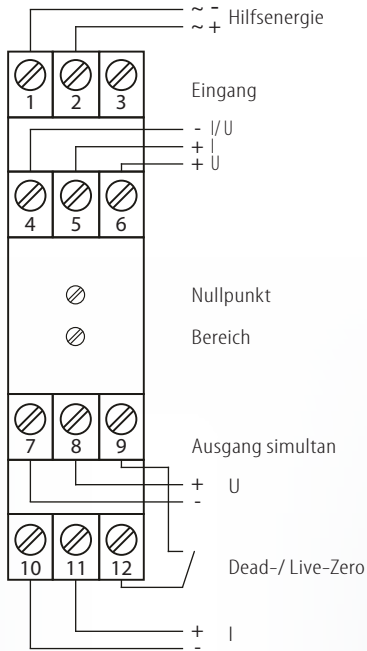 ~ -
~ + Hilfsenergie
1 2 3
Eingang
- I/U
+ I
+ U
4 5 6
Nullpunkt
Bereich
7 8 9
Ausgang simultan
+ U
-
10 11 12
Dead-/ Live-Zero
+ I
-